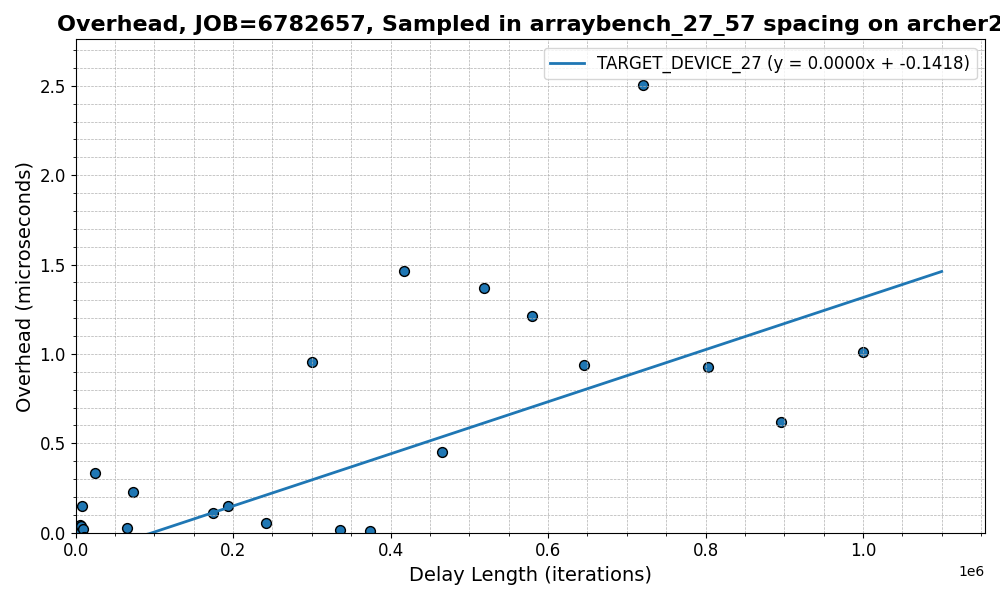 Overhead, JOB=6782657, Sampled in arraybench_27_57 spacing on archer2
TARGET_DEVICE_27 (y = 0.0000x + -0.1418)
Overhead (microseconds)
2.5
2.0
1.5
1.0
0.5
0.0
0.0 0.2 0.4 0.6 0.8 1.0
1e6
Delay Length (iterations)